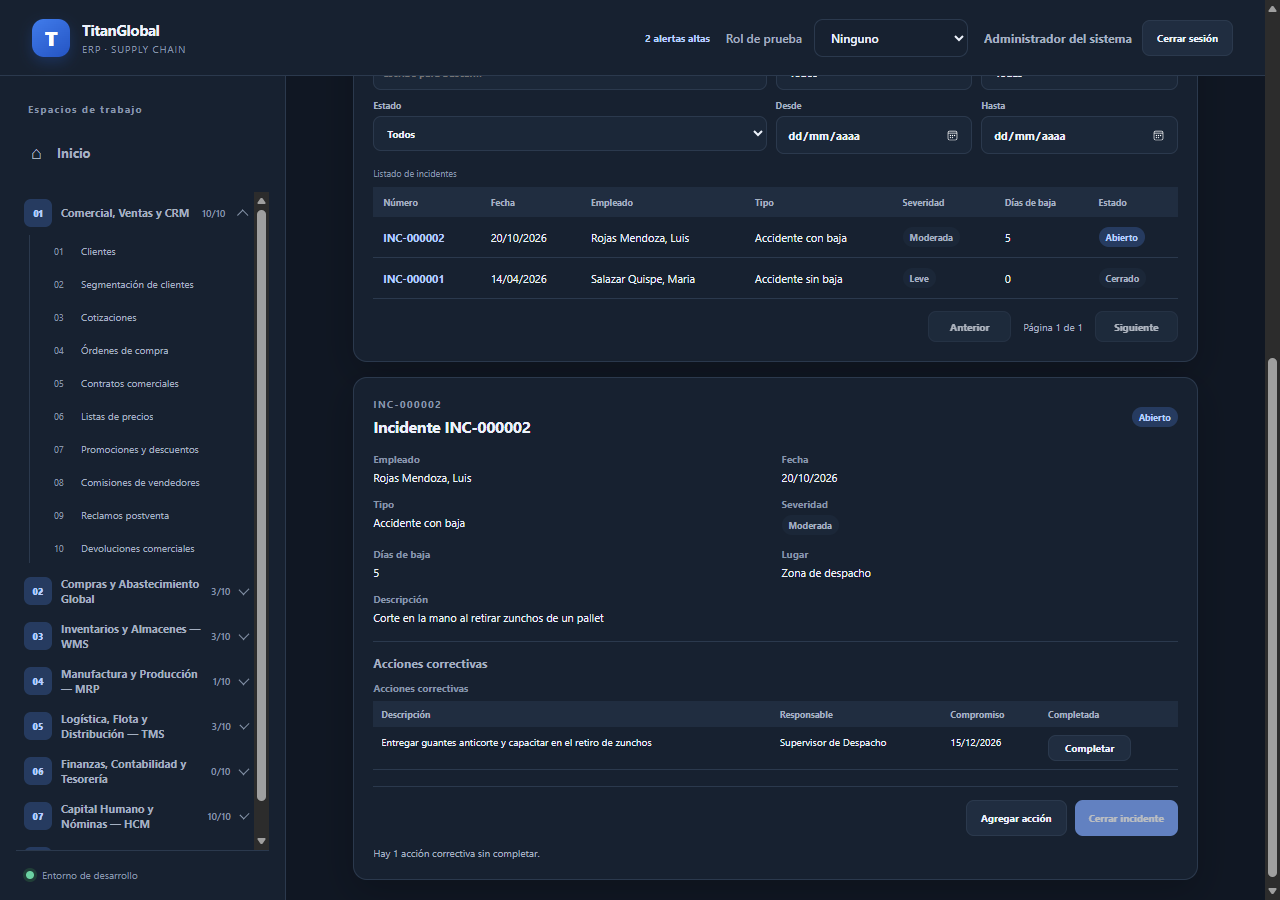 T
TitanGlobal
ERP · SUPPLY CHAIN
2 alertas altas
Rol de prueba
Ninguno
Administrador del sistema
Cerrar sesión
Espacios de trabajo
Inicio
01 Comercial, Ventas y CRM 10/10
01 Clientes
02 Segmentación de clientes
03 Cotizaciones
04 Órdenes de compra
05 Contratos comerciales
06 Listas de precios
07 Promociones y descuentos
08 Comisiones de vendedores
09 Reclamos postventa
10 Devoluciones comerciales
02 Compras y Abastecimiento Global 3/10
03 Inventarios y Almacenes — WMS 3/10
04 Manufactura y Producción — MRP 1/10
05 Logística, Flota y Distribución — TMS 3/10
06 Finanzas, Contabilidad y Tesorería 0/10
07 Capital Humano y Nóminas — HCM 10/10
Entorno de desarrollo
Estado Desde Hasta
Todos dd/mm/aaaa dd/mm/aaaa
Listado de incidentes
Número Fecha Empleado Tipo Severidad Días de baja Estado
INC-000002 20/10/2026 Rojas Mendoza, Luis Accidente con baja Moderada 5 Abierto
INC-000001 14/04/2026 Salazar Quispe, Maria Accidente sin baja Leve 0 Cerrado
Anterior Página 1 de 1 Siguiente
INC-000002
Incidente INC-000002
Abierto
Empleado Fecha
Rojas Mendoza, Luis 20/10/2026
Tipo Severidad
Accidente con baja Moderada
Días de baja Lugar
5 Zona de despacho
Descripción
Corte en la mano al retirar zunchos de un pallet
Acciones correctivas
Acciones correctivas
Descripción Responsable Compromiso Completada
Entregar guantes anticorte y capacitar en el retiro de zunchos Supervisor de Despacho 15/12/2026 Completar
Agregar acción Cerrar incidente
Hay 1 acción correctiva sin completar.